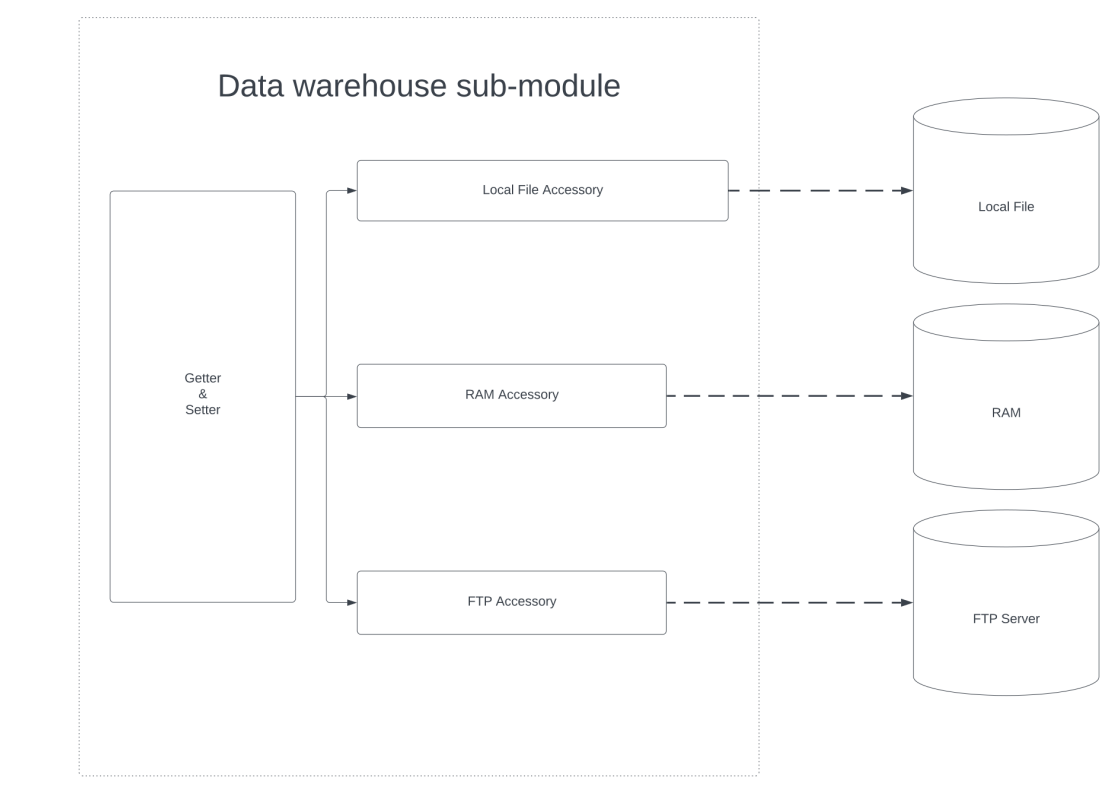 Data warehouse sub-module
Local File Accessory
Local File
Getter
&
Setter
RAM Accessory
RAM
FTP Accessory
FTP Server